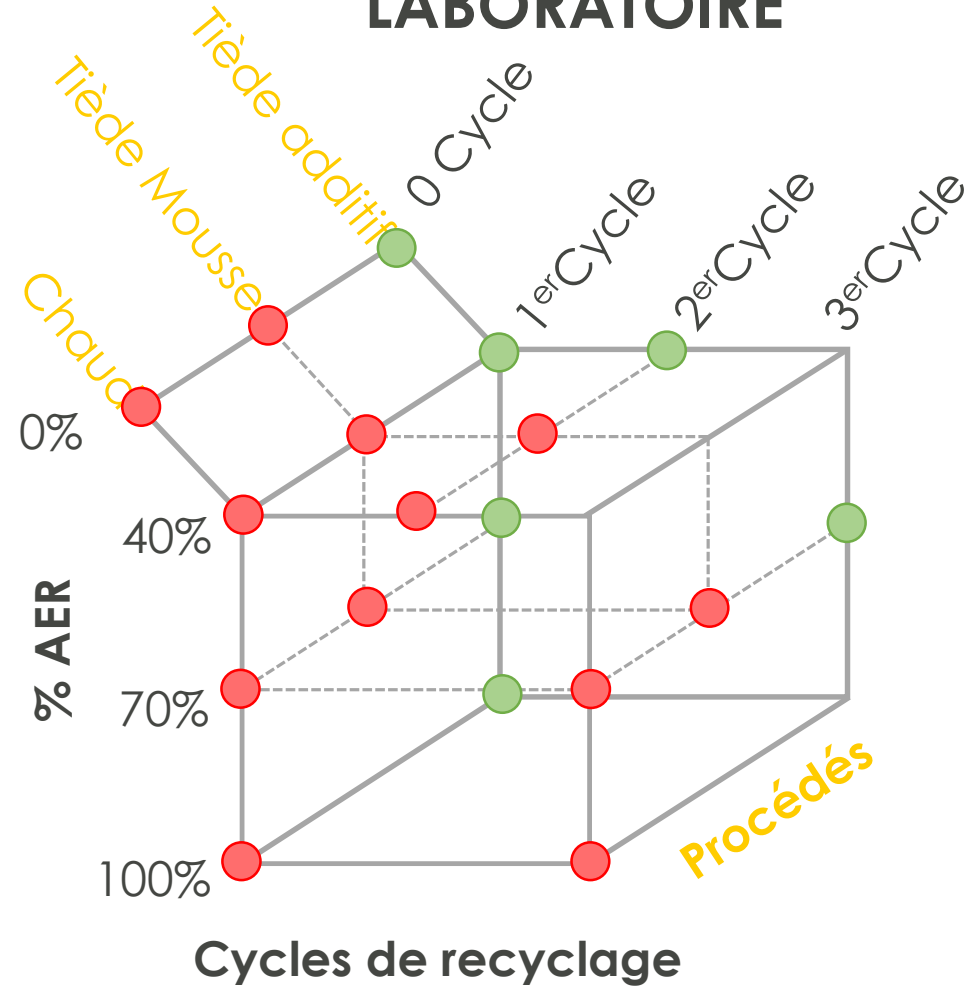 LABORATOIRE
Tiède additif
Tiède Mousse
Chaud
0 Cycle
1erCycle
2erCycle
3erCycle
0%
40%
70%
100%
% AER
Procédés
Cycles de recyclage